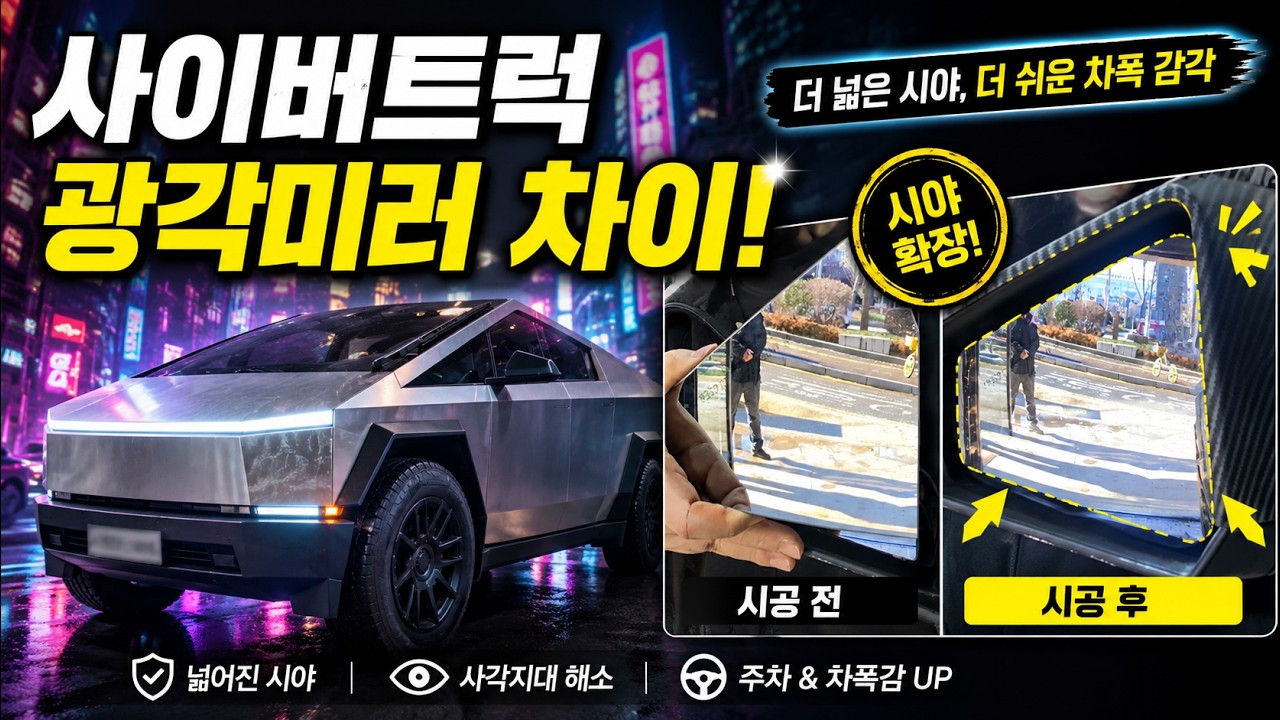 사이버트럭
광각미러 차이!
더 넓은 시야, 더 쉬운 차폭 감각
시야
확장!
시공 전
시공 후
넓어진 시야
사각지대 해소
주차 & 차폭감 UP